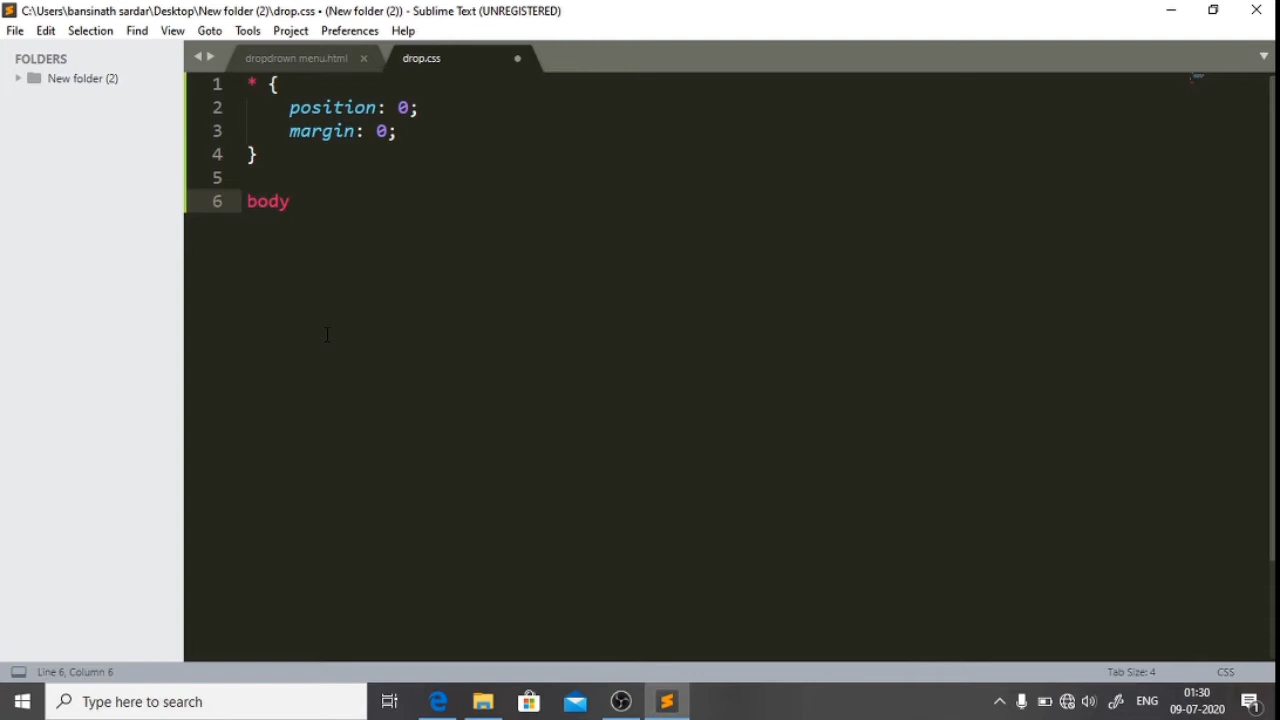 C:\Users\bansinath sardar\Desktop\New folder (2)\drop.css • (New folder (2)) - Sublime Text (UNREGISTERED)
File Edit Selection Find View Goto Tools Project Preferences Help
FOLDERS
New folder (2)
dropdrown menu.html
drop.css
1 * {
2 position: 0;
3 margin: 0;
4 }
5
6 body
Line 6, Column 6
Tab Size: 4
CSS
Type here to search
ENG
01:30
09-07-2020
1